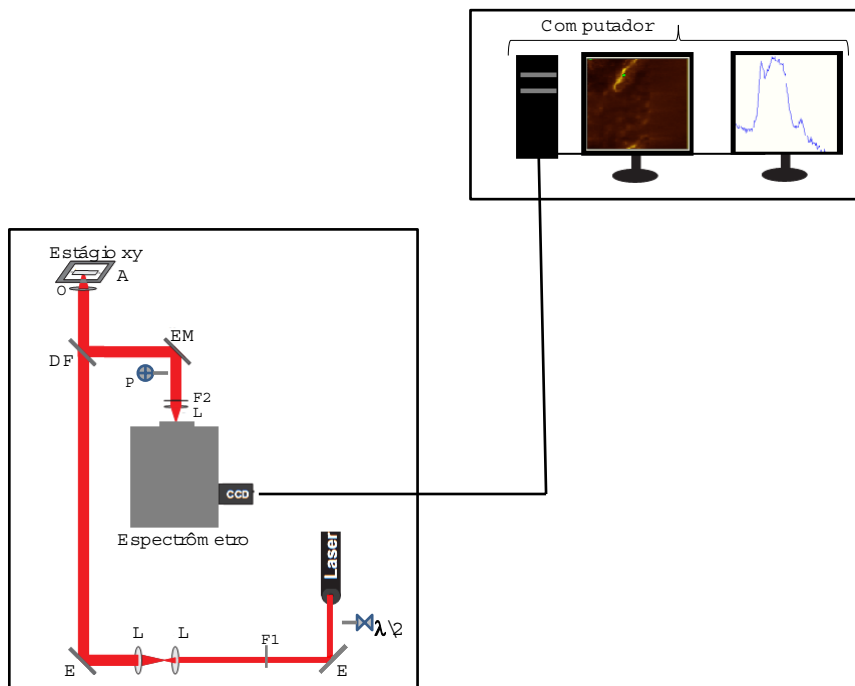 Computador
Estágio xy
A
O
EM
DF
P
F2
L
CCD
Espectrômetro
Laser
λ\2
L
L
F1
E
E